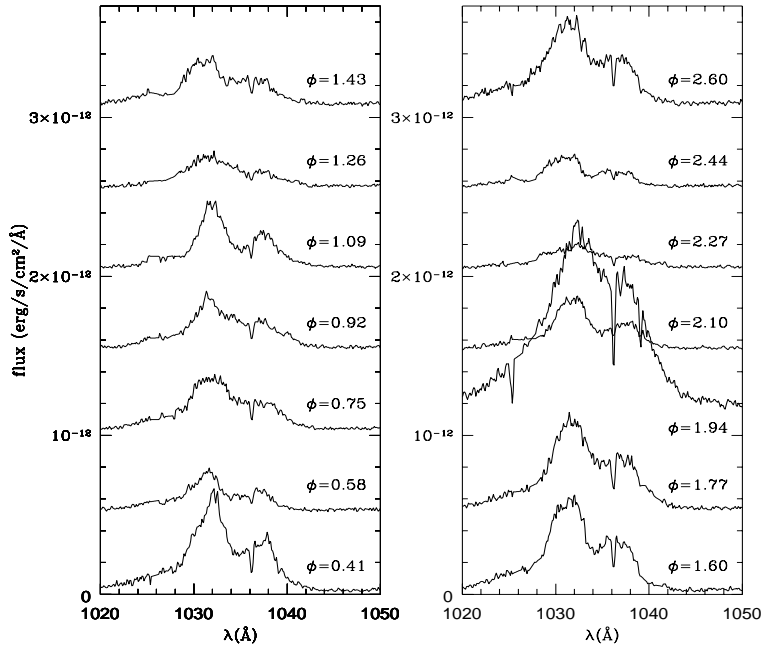 flux (erg/s/cm²/Å)
3×10⁻¹²
2×10⁻¹²
10⁻¹²
0
ϕ=1.43
ϕ=1.26
ϕ=1.09
ϕ=0.92
ϕ=0.75
ϕ=0.58
ϕ=0.41
1020 1030 1040 1050
λ(Å)
3×10⁻¹²
2×10⁻¹²
10⁻¹²
0
ϕ=2.60
ϕ=2.44
ϕ=2.27
ϕ=2.10
ϕ=1.94
ϕ=1.77
ϕ=1.60
1020 1030 1040 1050
λ(Å)